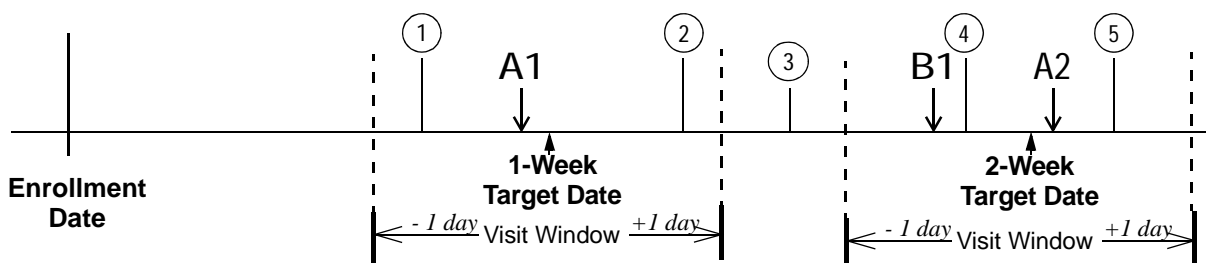 1 2 3 4 5
A1 B1 A2
Enrollment
Date
1-Week
Target Date
- 1 day Visit Window +1 day
2-Week
Target Date
- 1 day Visit Window +1 day